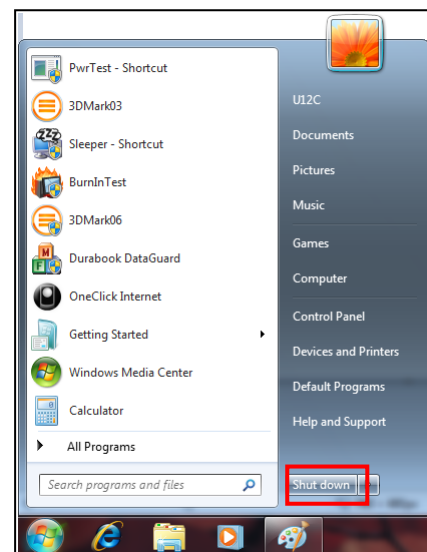 PwrTest - Shortcut
3DMark03
Sleeper - Shortcut
BurnInTest
3DMark06
Durabook DataGuard
OneClick Internet
Getting Started
Windows Media Center
Calculator
All Programs
Search programs and files
U12C
Documents
Pictures
Music
Games
Computer
Control Panel
Devices and Printers
Default Programs
Help and Support
Shut down